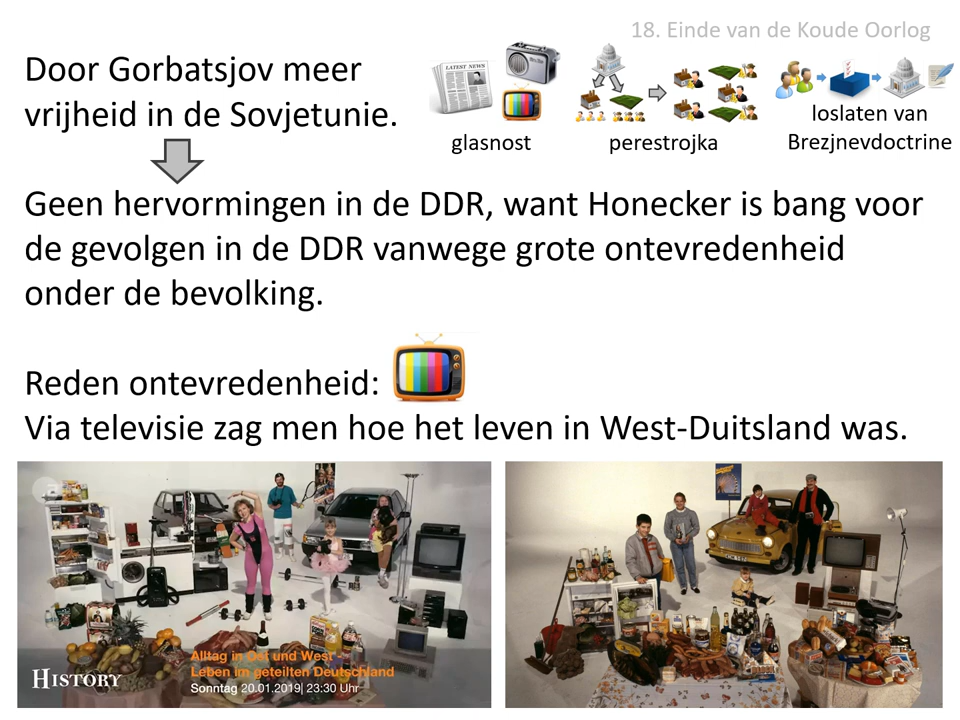 18. Einde van de Koude Oorlog
Door Gorbatsjov meer
vrijheid in de Sovjetunie.
LATEST NEWS
glasnost
perestrojka
loslaten van
Brezjnevdoctrine
Geen hervormingen in de DDR, want Honecker is bang voor
de gevolgen in de DDR vanwege grote ontevredenheid
onder de bevolking.
Reden ontevredenheid:
Via televisie zag men hoe het leven in West-Duitsland was.
HISTORY
Alltag in Ost und West -
Leben im geteilten Deutschland
Sonntag 20.01.2019| 23:30 Uhr